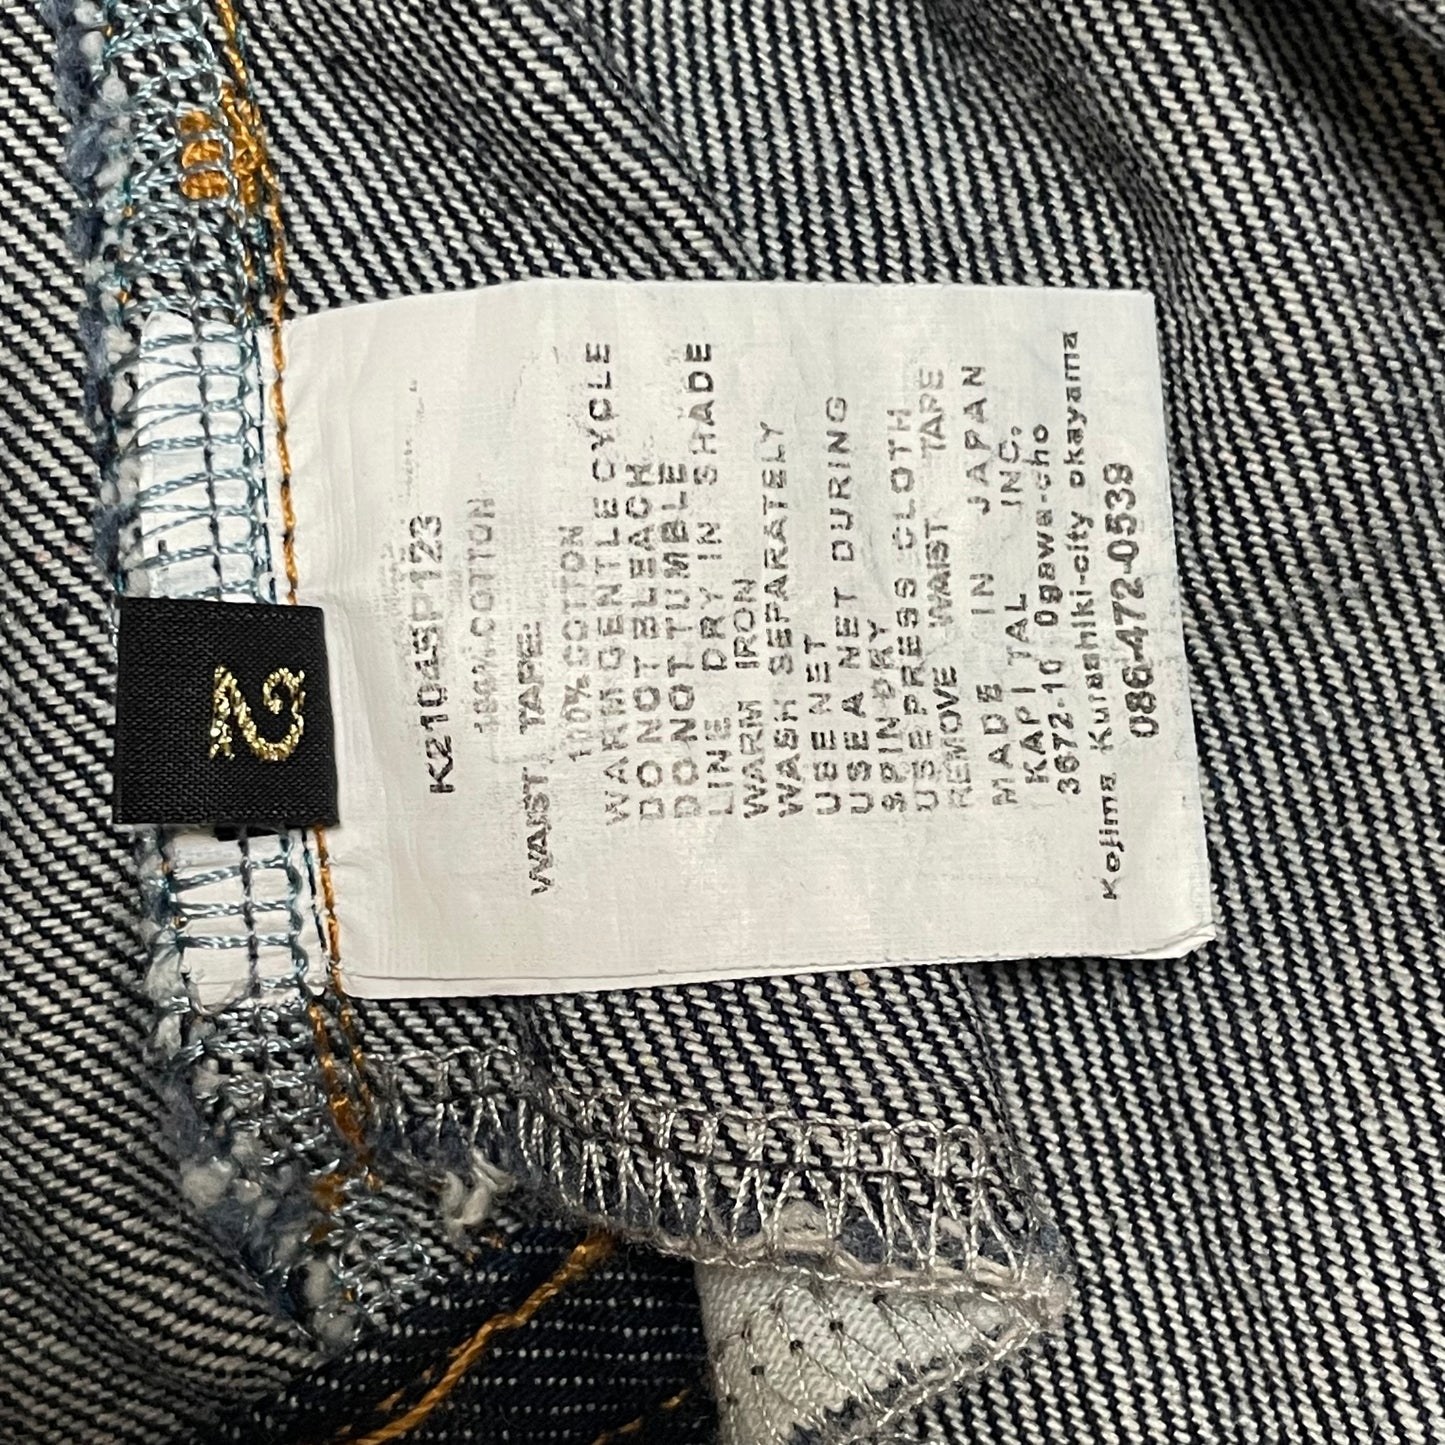 2
K2104SP123
100% COTTON
WAIST TAPE:
100% COTTON
WARM GENTLE CYCLE
DO NOT BLEACH
DO NOT TUMBLE
LINE DRY IN SHADE
WARM IRON
WASH SEPARATELY
USE NET
USE A NET DURING
SPIN DRY
USE PRESS CLOTH
REMOVE WAIST TAPE
MADE IN JAPAN
KAPITAL INC,
3672-10 Ogawa-cho
Kojima Kurashiki-city okayama
086-472-0539